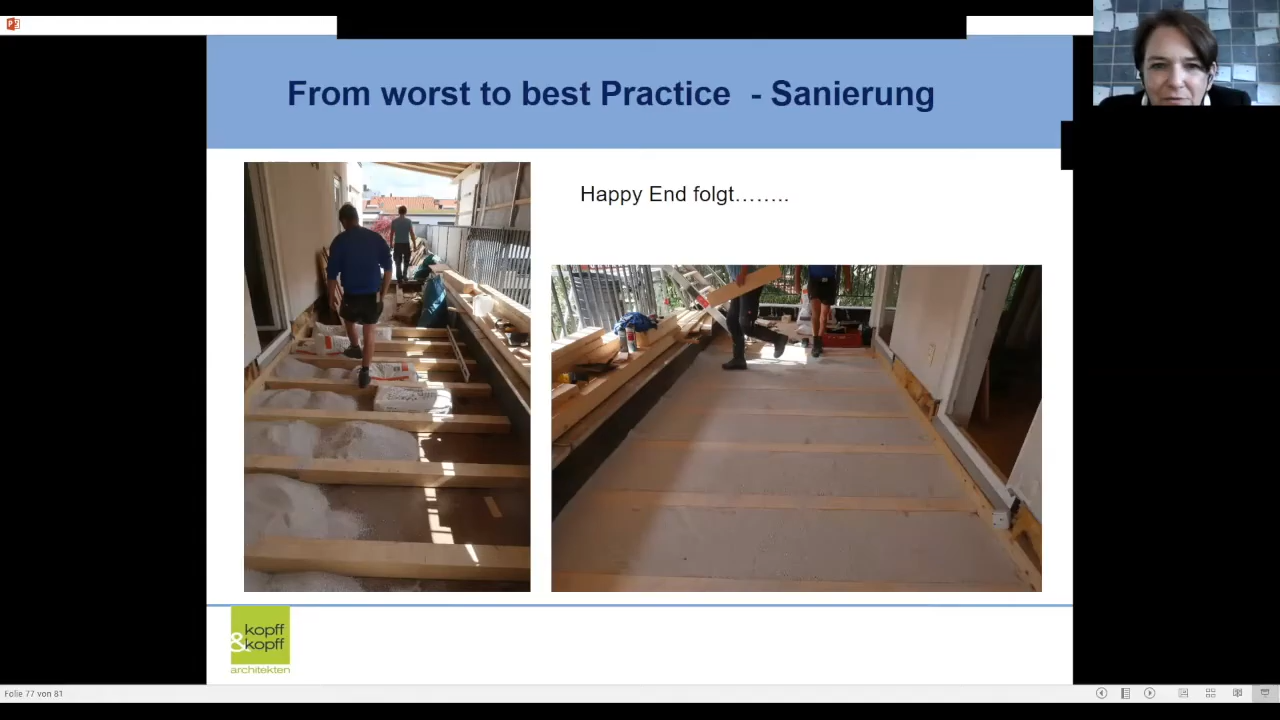 From worst to best Practice - Sanierung
Happy End folgt........
kopff
&kopff
architekten
Folie 77 von 81